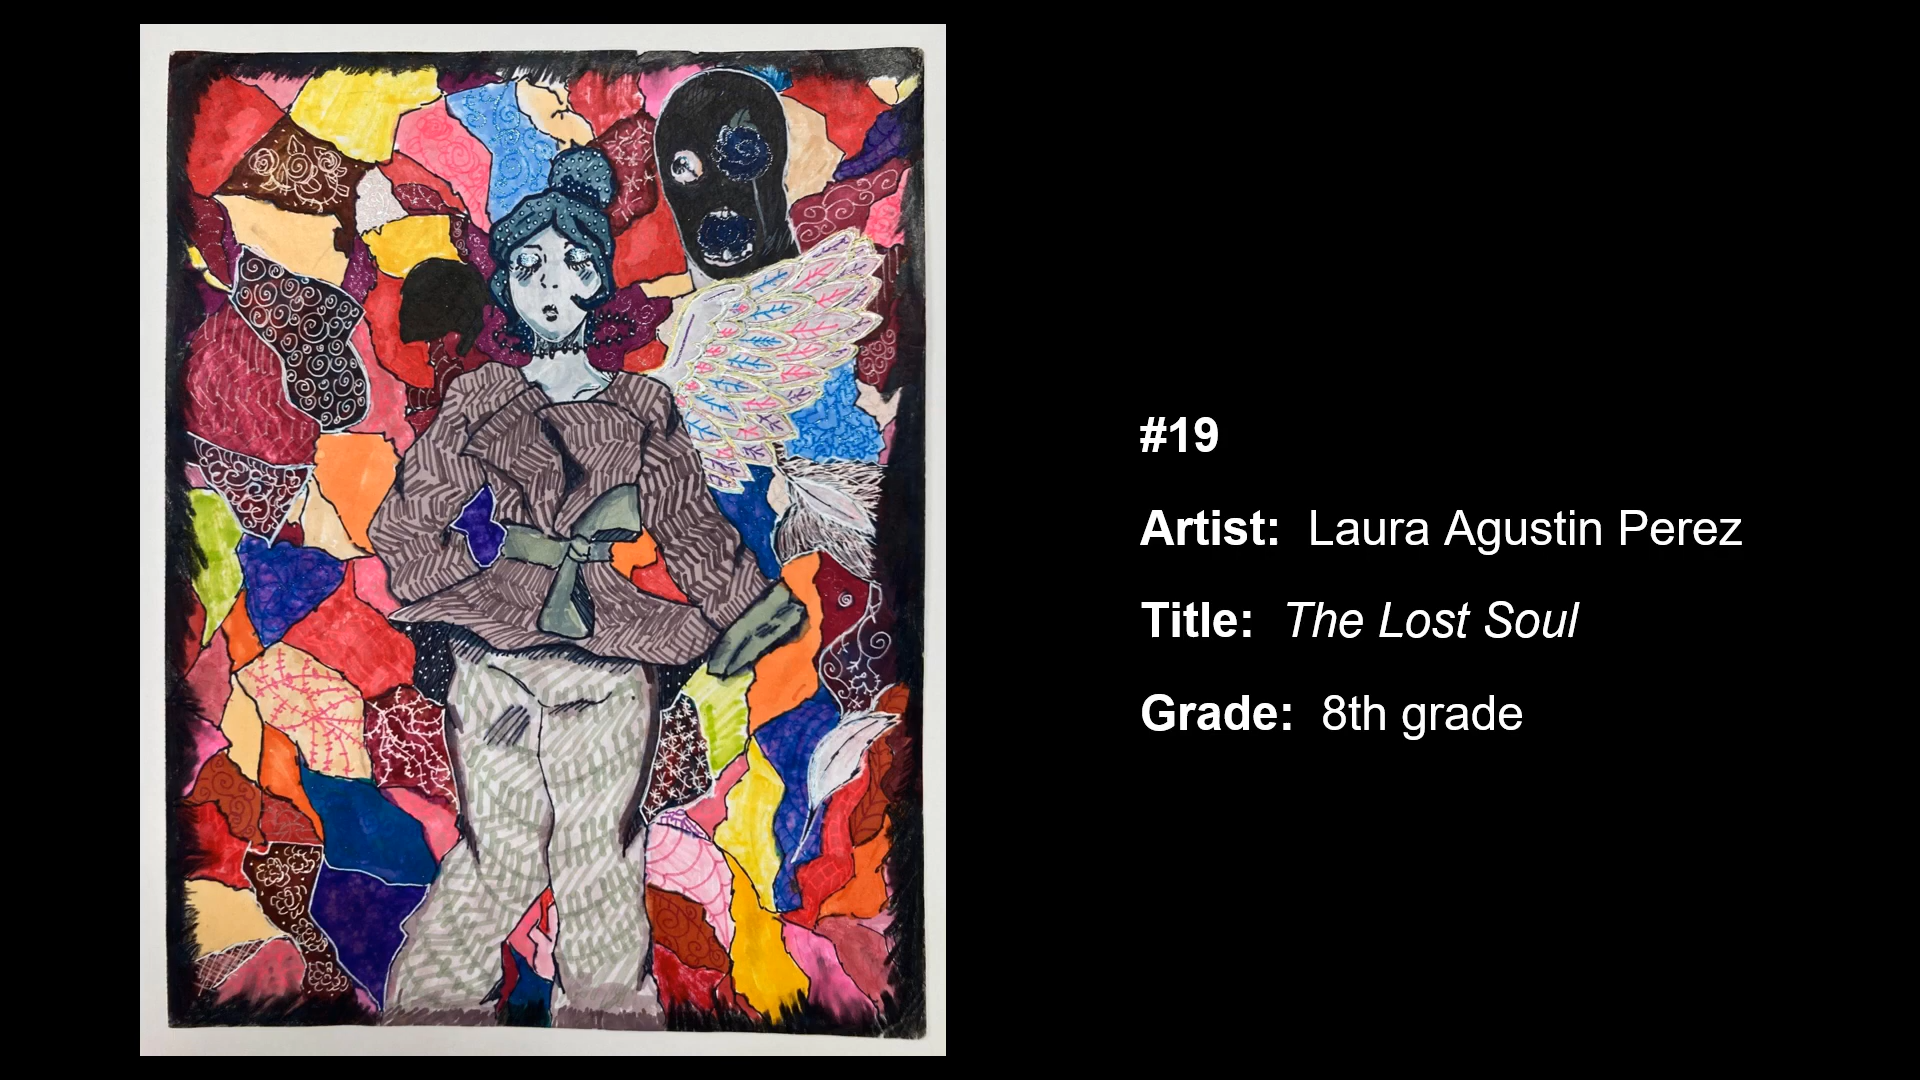 #19
Artist: Laura Agustin Perez
Title: The Lost Soul
Grade: 8th grade